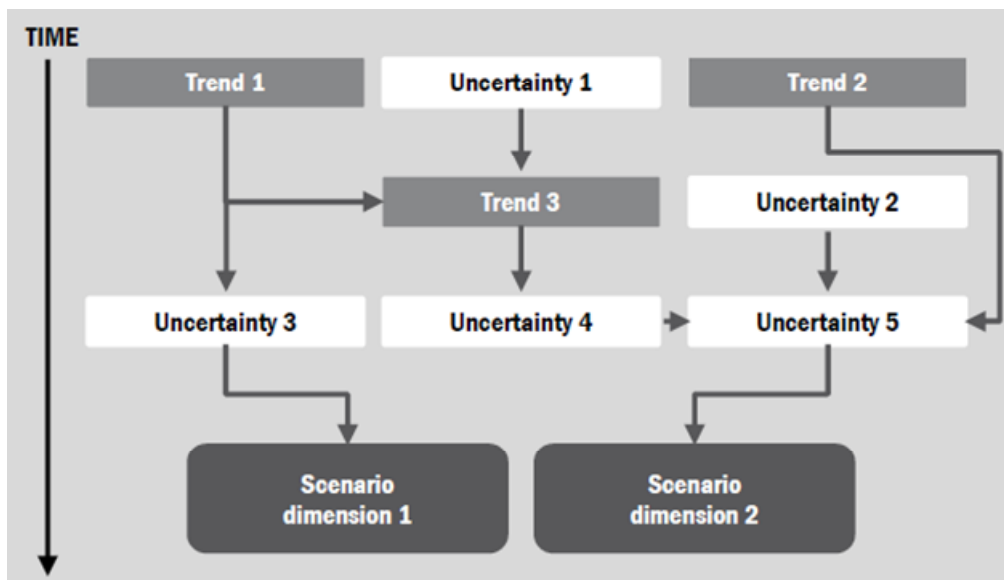 TIME
Trend 1
Uncertainty 1
Trend 2
Trend 3
Uncertainty 2
Uncertainty 3
Uncertainty 4
Uncertainty 5
Scenario
dimension 1
Scenario
dimension 2